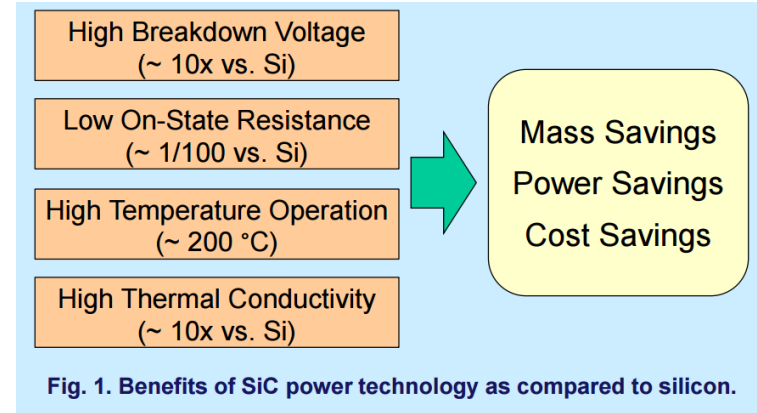 High Breakdown Voltage
(~ 10x vs. Si)
Low On-State Resistance
(~ 1/100 vs. Si)
High Temperature Operation
(~ 200 °C)
High Thermal Conductivity
(~ 10x vs. Si)
Mass Savings
Power Savings
Cost Savings
Fig. 1. Benefits of SiC power technology as compared to silicon.